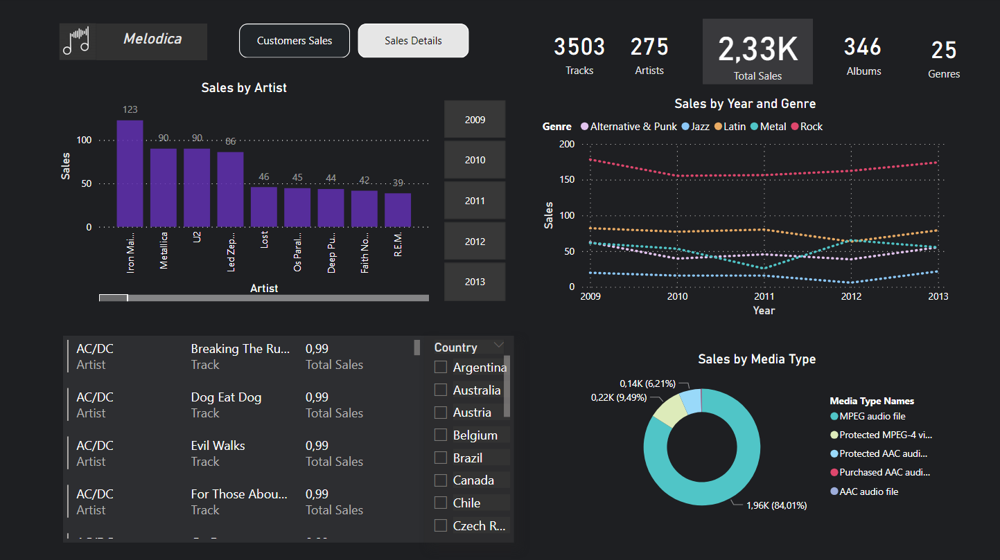 Melodica
Customers Sales
Sales Details
3503
Tracks
275
Artists
2,33K
Total Sales
346
Albums
25
Genres
Sales by Artist
Sales
100
50
0
123
90
90
86
46
45
44
42
39
Iron Mai...
Metallica
U2
Led Zep...
Lost
Os Paral...
Deep Pu...
Faith No...
R.E.M.
Artist
2009
2010
2011
2012
2013
Sales by Year and Genre
Genre Alternative & Punk Jazz Latin Metal Rock
Sales
200
150
100
50
0
2009 2010 2011 2012 2013
Year
AC/DC Breaking The Ru... 0,99
Artist Track Total Sales
AC/DC Dog Eat Dog 0,99
Artist Track Total Sales
AC/DC Evil Walks 0,99
Artist Track Total Sales
AC/DC For Those Abou... 0,99
Artist Track Total Sales
Country
Argentina
Australia
Austria
Belgium
Brazil
Canada
Chile
Czech R...
Sales by Media Type
0,14K (6,21%)
0,22K (9,49%)
1,96K (84,01%)
Media Type Names
MPEG audio file
Protected MPEG-4 vi...
Protected AAC audi...
Purchased AAC audi...
AAC audio file